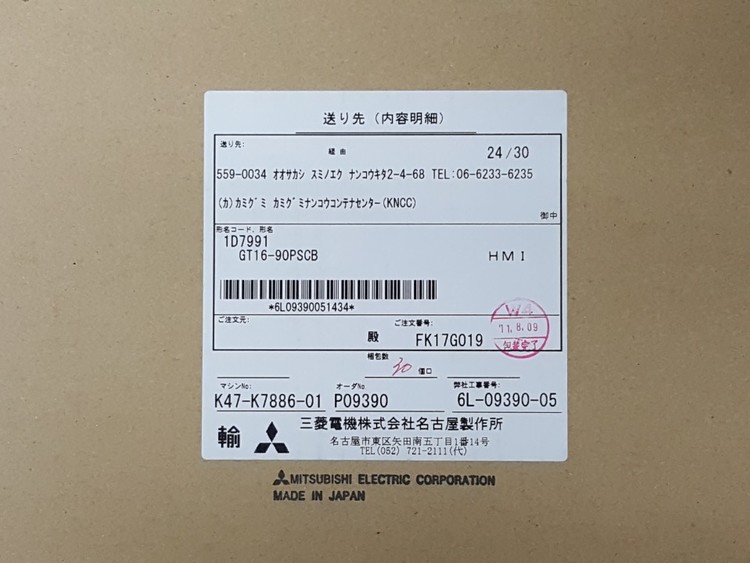 送り先（内容明細）
送り先:
経由
24/30
559-0034 オオサカシ スミノエク ナンコウキタ2-4-68 TEL:06-6233-6235
(カ)カミグミ カミグミナンコウコンテナセンター(KNCC)
御中
形名コード、形名
1D7991
GT16-90PSCB
HMI
*6L09390051434*
ご注文元:
殿
ご注文番号:
FK17G019
11.8.09
包装完了
梱包数
30 個口
マシンNo:
K47-K7886-01
オーダNo
P09390
弊社工事番号:
6L-09390-05
輸
三菱電機株式会社名古屋製作所
名古屋市東区矢田南五丁目1番14号
TEL(052) 721-2111(代)
MITSUBISHI ELECTRIC CORPORATION
MADE IN JAPAN